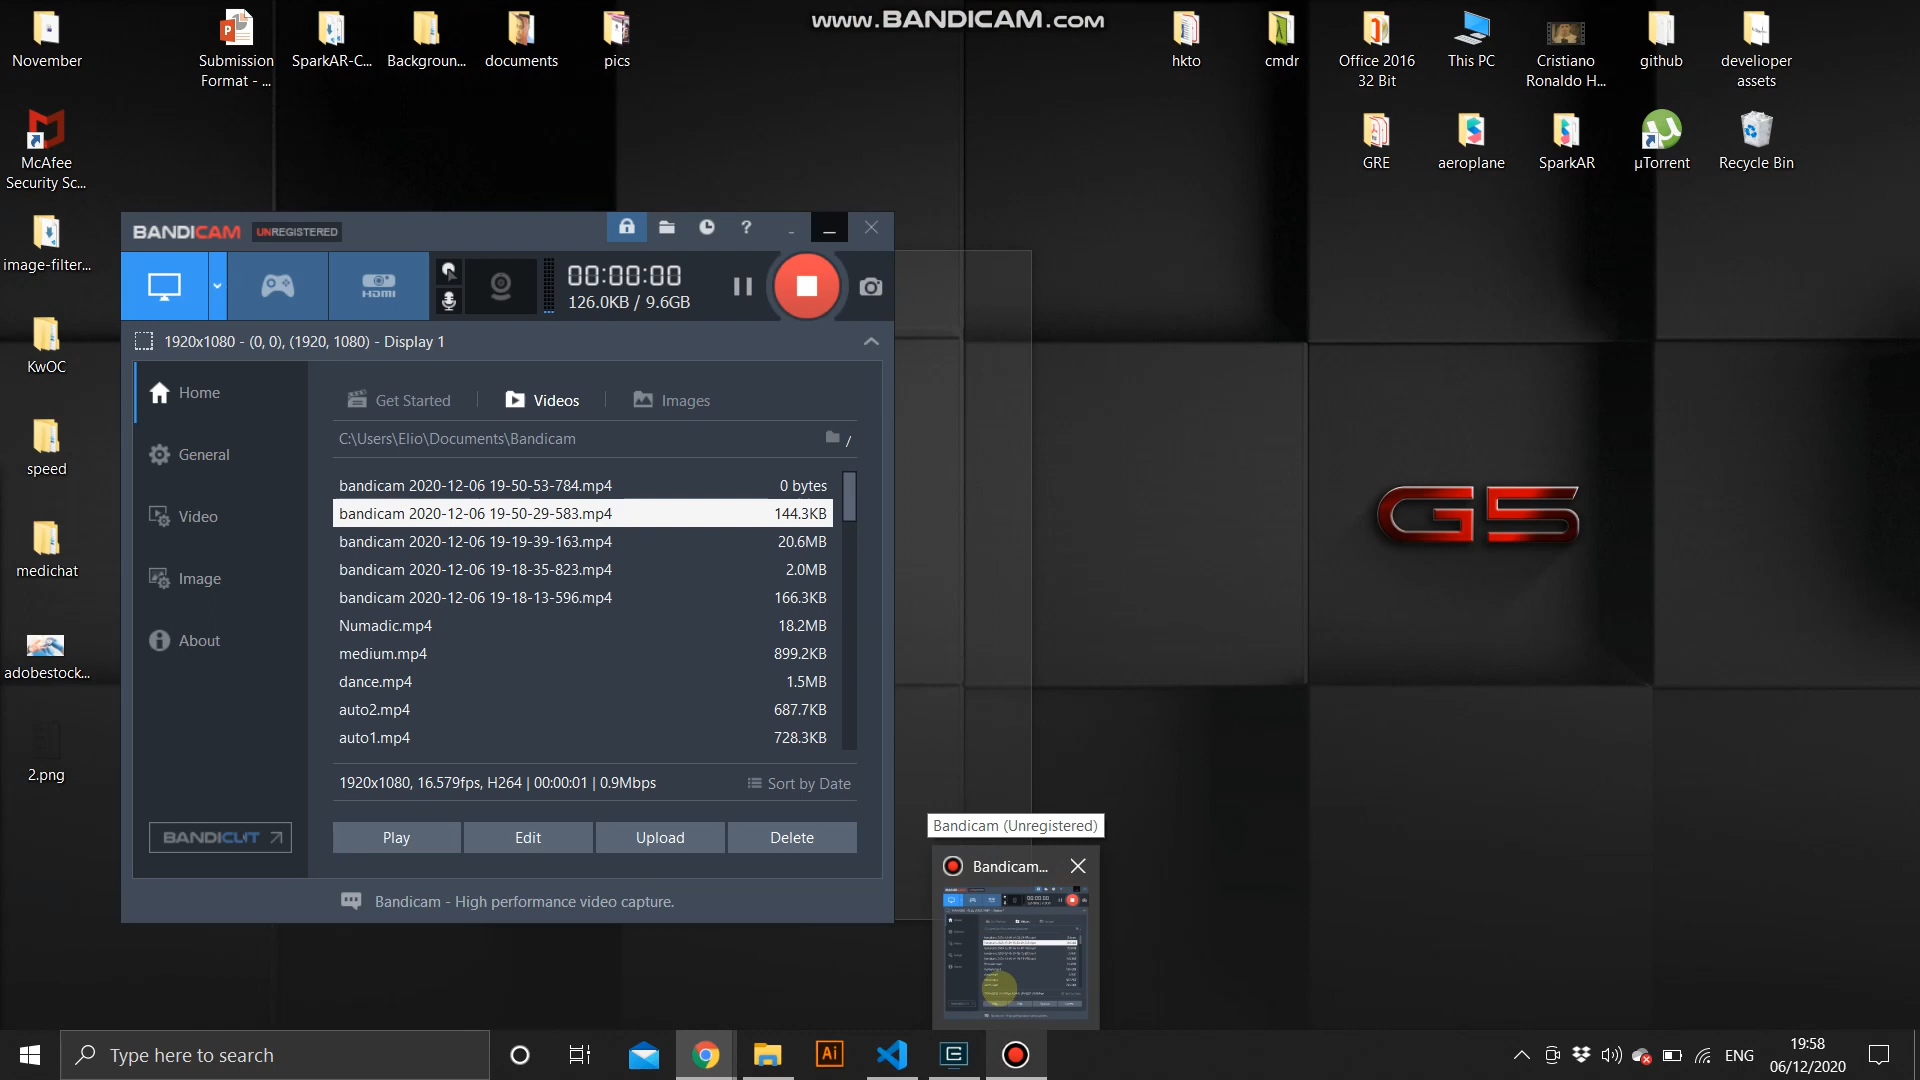 www.BANDICAM.com
November
Submission
Format - ...
SparkAR-C...
Backgroun...
documents
pics
hkto
cmdr
Office 2016
32 Bit
This PC
Cristiano
Ronaldo H...
github
develioper
assets
McAfee
Security Sc...
GRE
aeroplane
SparkAR
µTorrent
Recycle Bin
image-filter...
KwOC
speed
medichat
adobestock...
2.png
BANDICAM UNREGISTERED
?
HDMI
00:00:00
126.0KB / 9.6GB
1920x1080 - (0, 0), (1920, 1080) - Display 1
Home
General
Video
Image
About
BANDICUT
Get Started
Videos
Images
C:\Users\Elio\Documents\Bandicam
/
bandicam 2020-12-06 19-50-53-784.mp4 0 bytes
bandicam 2020-12-06 19-50-29-583.mp4 144.3KB
bandicam 2020-12-06 19-19-39-163.mp4 20.6MB
bandicam 2020-12-06 19-18-35-823.mp4 2.0MB
bandicam 2020-12-06 19-18-13-596.mp4 166.3KB
Numadic.mp4 18.2MB
medium.mp4 899.2KB
dance.mp4 1.5MB
auto2.mp4 687.7KB
auto1.mp4 728.3KB
1920x1080, 16.579fps, H264 | 00:00:01 | 0.9Mbps
Sort by Date
Play
Edit
Upload
Delete
Bandicam - High performance video capture.
G5
Bandicam (Unregistered)
Bandicam...
Type here to search
Ai
ENG
19:58
06/12/2020